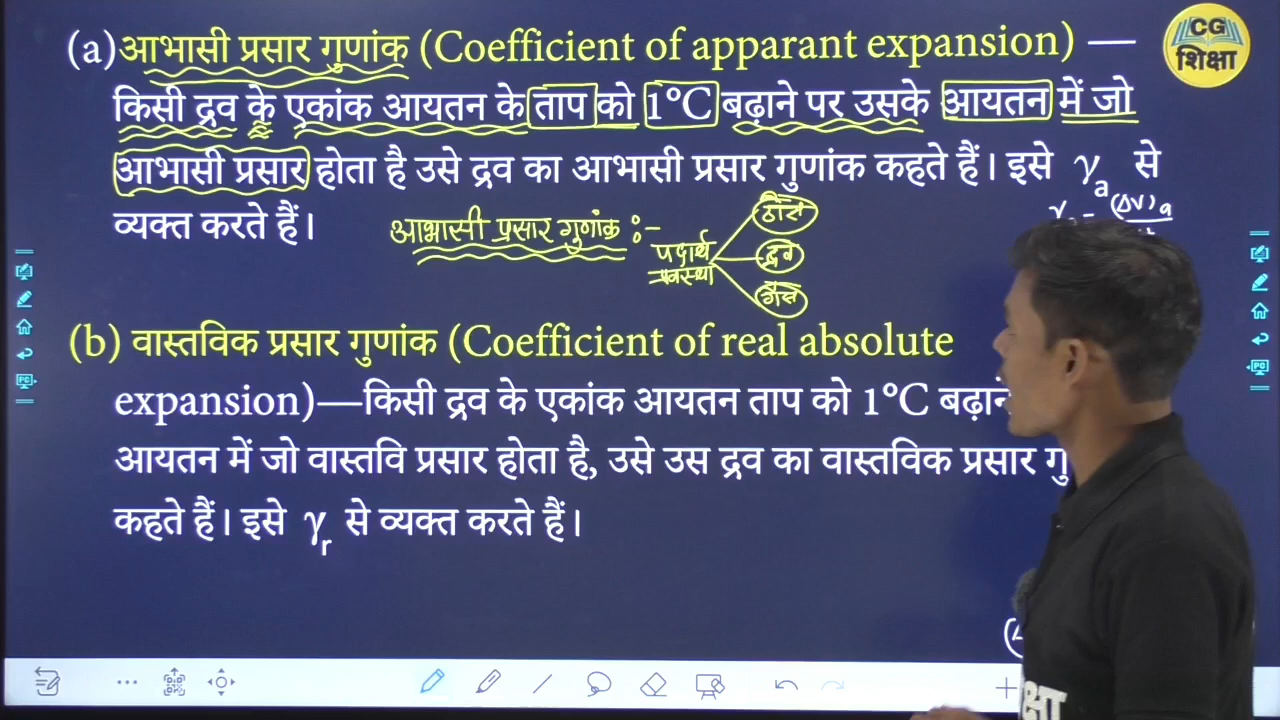 (a)आभासी प्रसार गुणांक (Coefficient of apparant expansion) —
CG
शिक्षा
किसी द्रव के एकांक आयतन के ताप को 1°C बढ़ाने पर उसके आयतन में जो
आभासी प्रसार होता है उसे द्रव का आभासी प्रसार गुणांक कहते हैं। इसे γa से
(ΔV)a
व्यक्त करते हैं।
आभासी प्रसार गुणांक :-
पदार्थ
अवस्था
ठोस
द्रव
गैस
(b) वास्तविक प्रसार गुणांक (Coefficient of real absolute
expansion)—किसी द्रव के एकांक आयतन ताप को 1°C
आयतन में जो वास्तवि प्रसार होता है, उसे उस द्रव का वास्तविक प्रसार
कहते हैं। इसे γr से व्यक्त करते हैं।